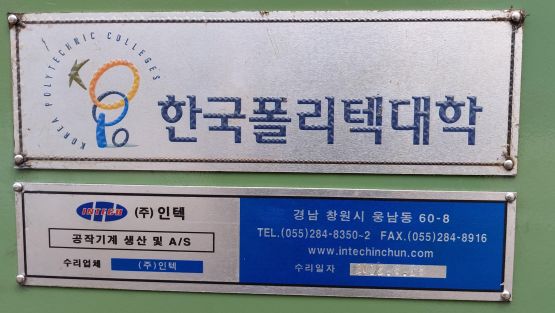 KOREA POLYTECHNIC COLLEGES
한국폴리텍대학
INTECH (주)인텍
공작기계 생산 및 A/S
수리업체 (주)인텍
경남 창원시 웅남동 60-8
TEL.(055)284-8350~2 FAX.(055)284-8916
www.intechinchun.com
수리일자